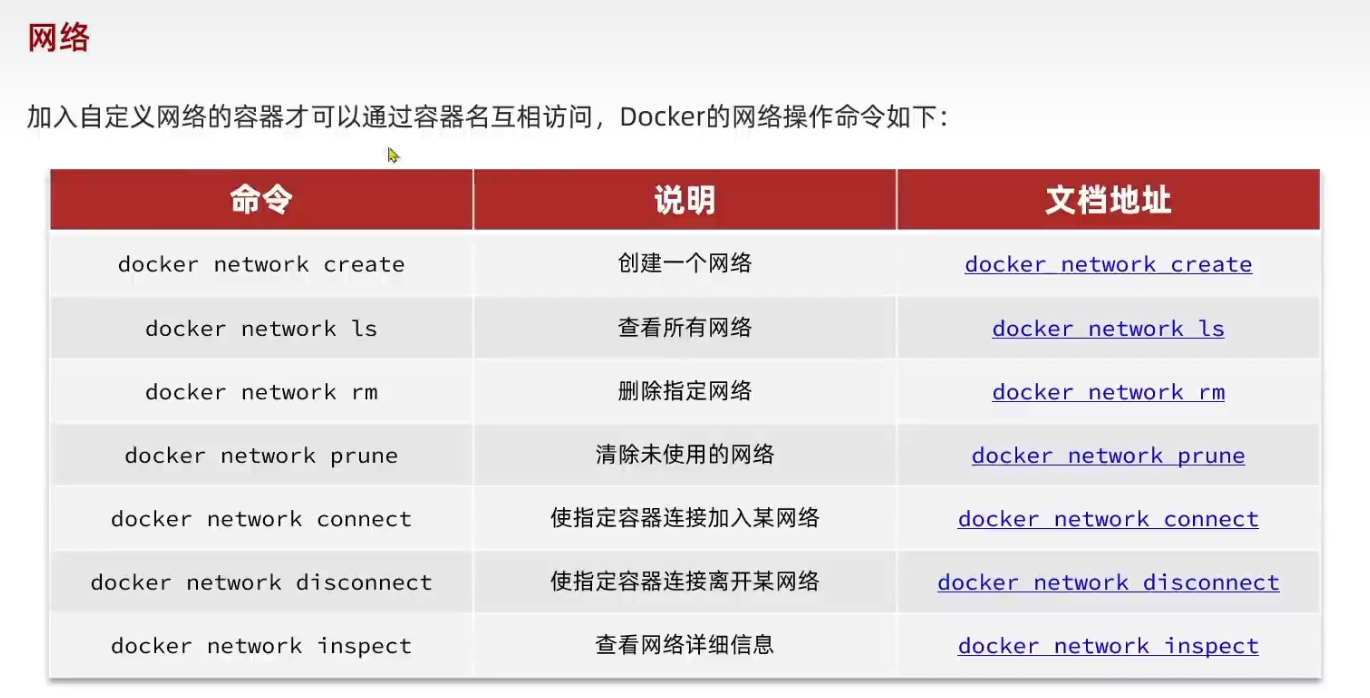 网络
加入自定义网络的容器才可以通过容器名互相访问，Docker的网络操作命令如下：
命令 说明 文档地址
docker network create 创建一个网络 docker network create
docker network ls 查看所有网络 docker network ls
docker network rm 删除指定网络 docker network rm
docker network prune 清除未使用的网络 docker network prune
docker network connect 使指定容器连接加入某网络 docker network connect
docker network disconnect 使指定容器连接离开某网络 docker network disconnect
docker network inspect 查看网络详细信息 docker network inspect